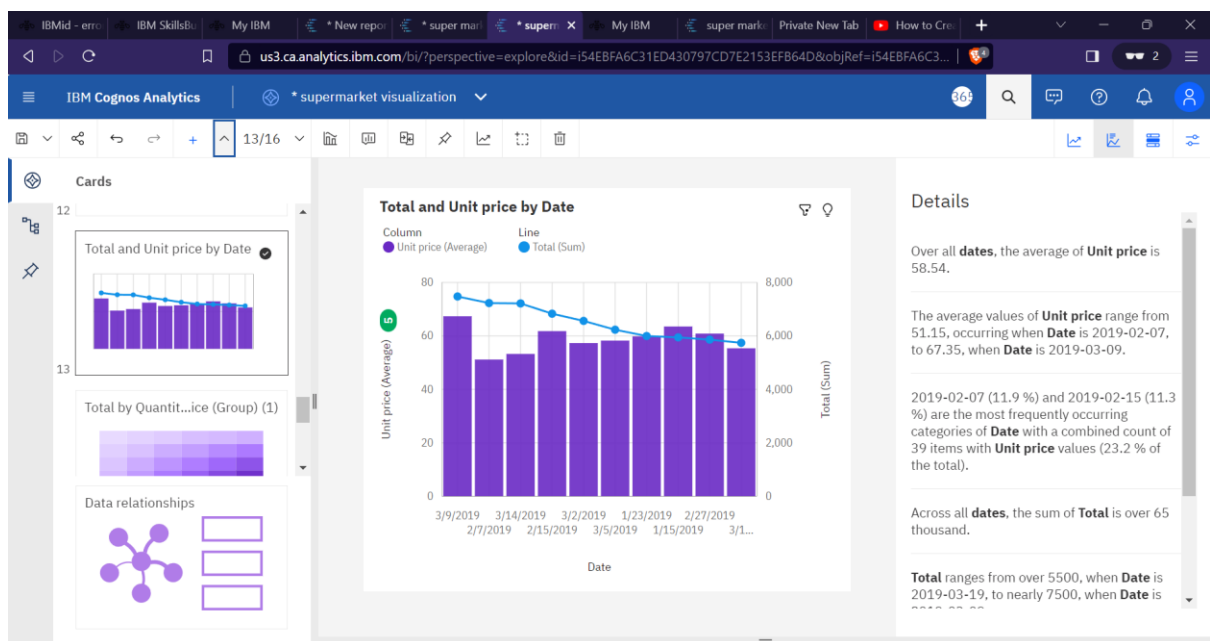 IBMid - erro
IBM SkillsBu
My IBM
* New repor
* super mar
* superm
My IBM
super marke
Private New Tab
How to Crea
us3.ca.analytics.ibm.com/bi/?perspective=explore&id=i54EBFA6C31ED430797CD7E2153EFB64D&objRef=i54EBFA6C3...
4
2
IBM Cognos Analytics
* supermarket visualization
365
13/16
Cards
12
Total and Unit price by Date
13
Total by Quantit...ice (Group) (1)
Data relationships
Total and Unit price by Date
Column
Line
Unit price (Average)
Total (Sum)
80
60
40
20
0
8,000
6,000
4,000
2,000
0
5
Unit price (Average)
Total (Sum)
3/9/2019 3/14/2019 3/2/2019 1/23/2019 2/27/2019
2/7/2019 2/15/2019 3/5/2019 1/15/2019 3/1...
Date
Details
Over all dates, the average of Unit price is
58.54.
The average values of Unit price range from
51.15, occurring when Date is 2019-02-07,
to 67.35, when Date is 2019-03-09.
2019-02-07 (11.9 %) and 2019-02-15 (11.3
%) are the most frequently occurring
categories of Date with a combined count of
39 items with Unit price values (23.2 % of
the total).
Across all dates, the sum of Total is over 65
thousand.
Total ranges from over 5500, when Date is
2019-03-19, to nearly 7500, when Date is